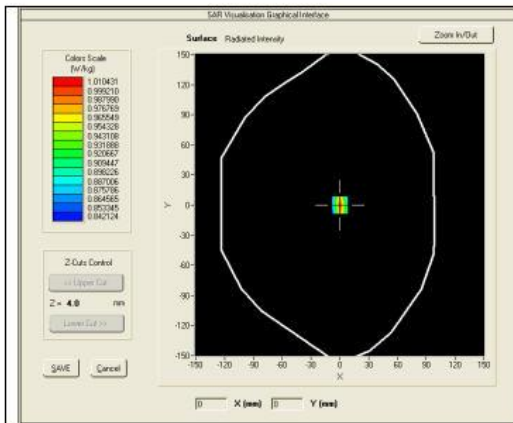 SAR Visualisation Graphical Interface
Surface Radiated Intensity
Zoom In/Out
Colors Scale
(W/kg)
1.010431
0.999210
0.987990
0.976769
0.965549
0.954328
0.943108
0.931888
0.920667
0.909447
0.898226
0.887006
0.875786
0.864565
0.853345
0.842124
150
120
90
60
30
0
-30
-60
-90
-120
-150
Y
-150 -120 -90 -60 -30 0 30 60 90 120 150
X
Z-Cuts Control
<< Upper Cut
Z = 4.0 mm
Lower Cut >>
SAVE Cancel
0 X (mm) 0 Y (mm)